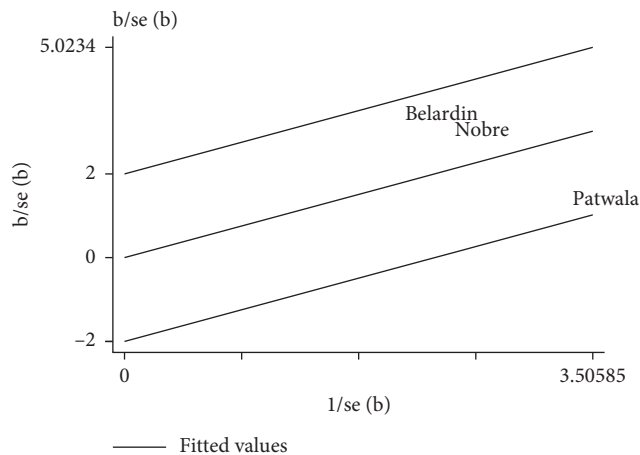 b/se (b)
5.0234
Belardin
Nobre
2
Patwala
b/se (b)
0
−2
0
3.50585
1/se (b)
Fitted values